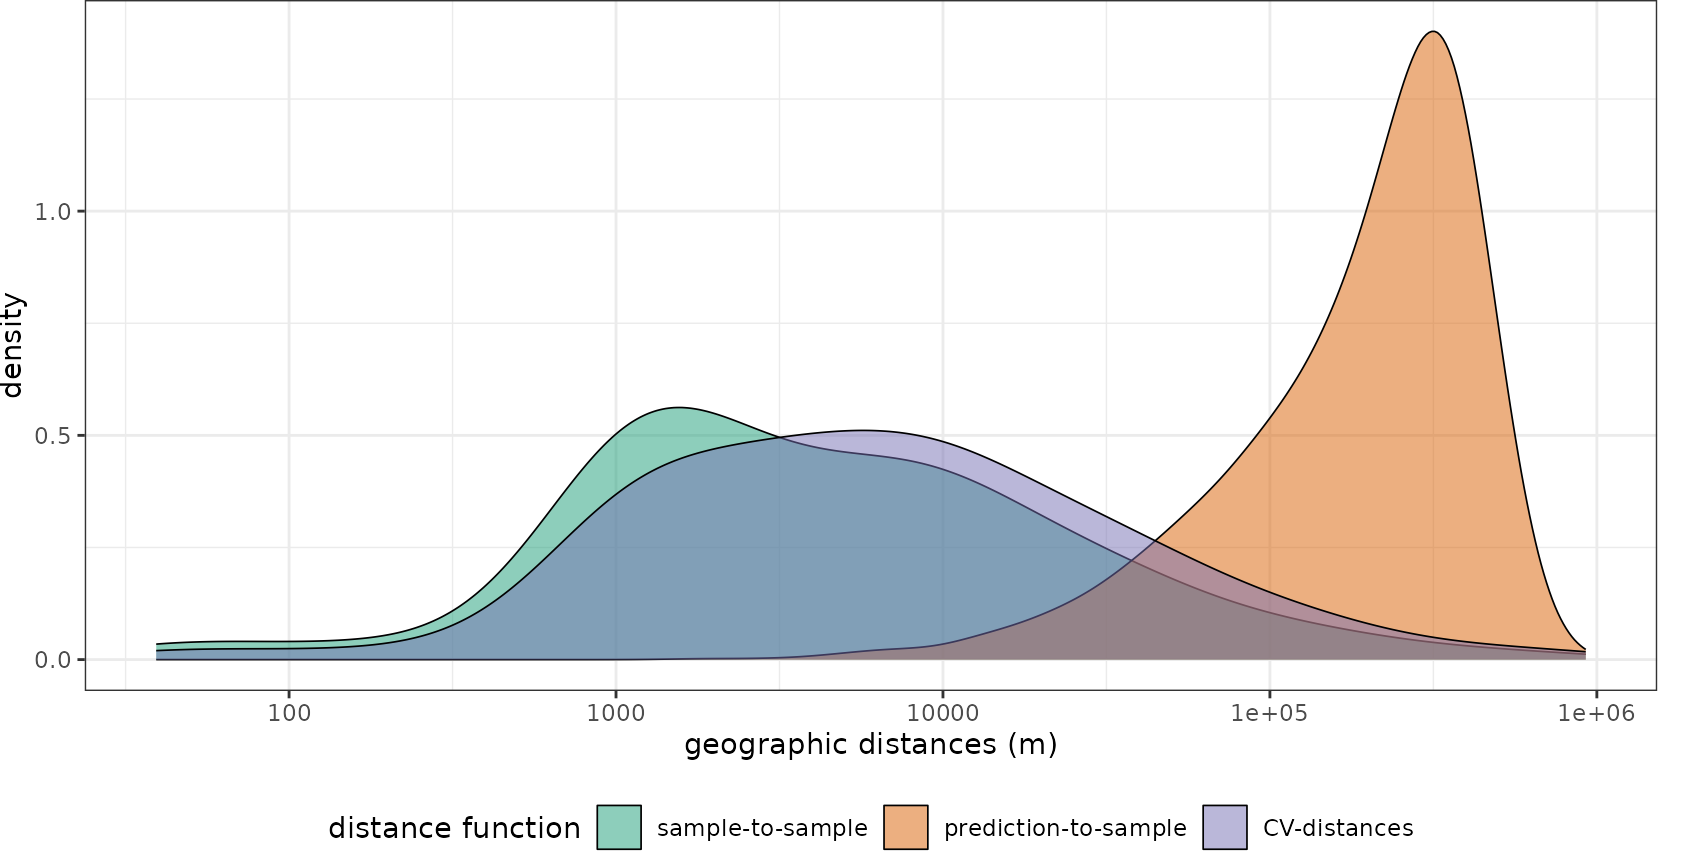 density
1.0
0.5
0.0
100 1000 10000 1e+05 1e+06
geographic distances (m)
distance function sample-to-sample prediction-to-sample CV-distances